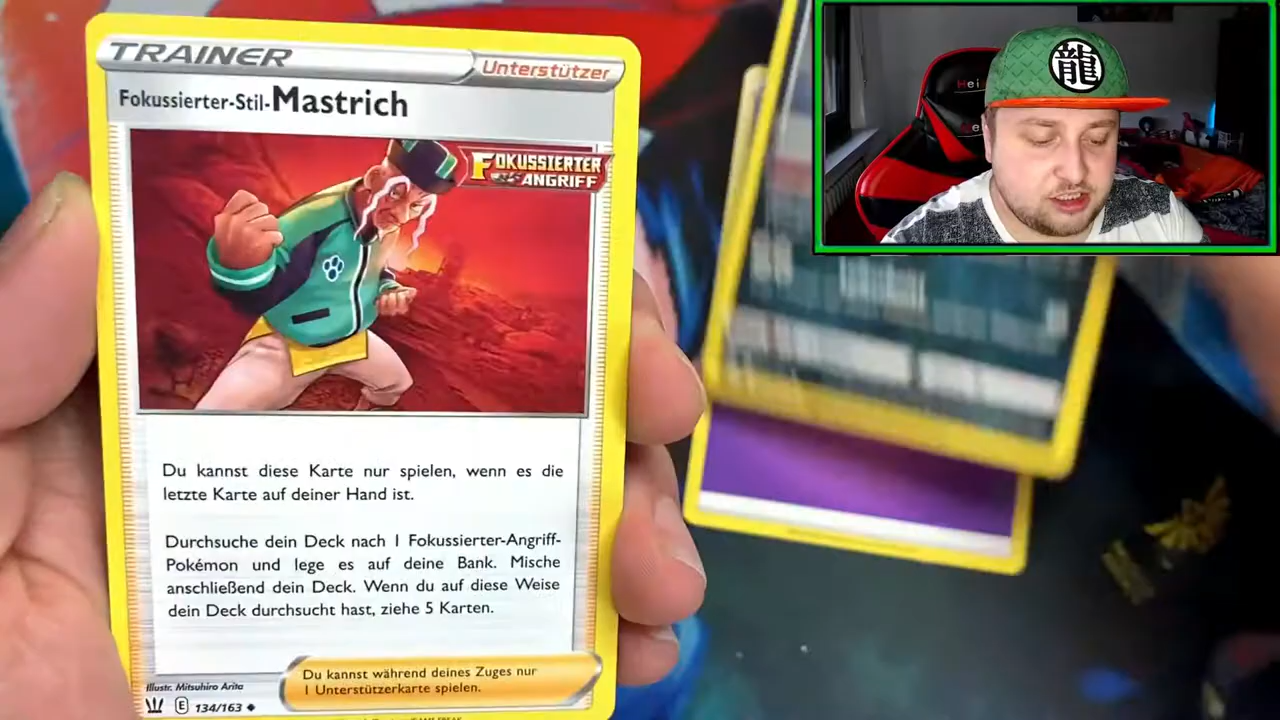 TRAINER
Unterstützer
Fokussierter-Stil-Mastrich
FOKUSSIERTER
ANGRIFF
Du kannst diese Karte nur spielen, wenn es die
letzte Karte auf deiner Hand ist.
Durchsuche dein Deck nach 1 Fokussierter-Angriff-
Pokémon und lege es auf deine Bank. Mische
anschließend dein Deck. Wenn du auf diese Weise
dein Deck durchsucht hast, ziehe 5 Karten.
Du kannst während deines Zuges nur
1 Unterstützerkarte spielen.
Illustr. Mitsuhiro Arita
E 134/163
龍